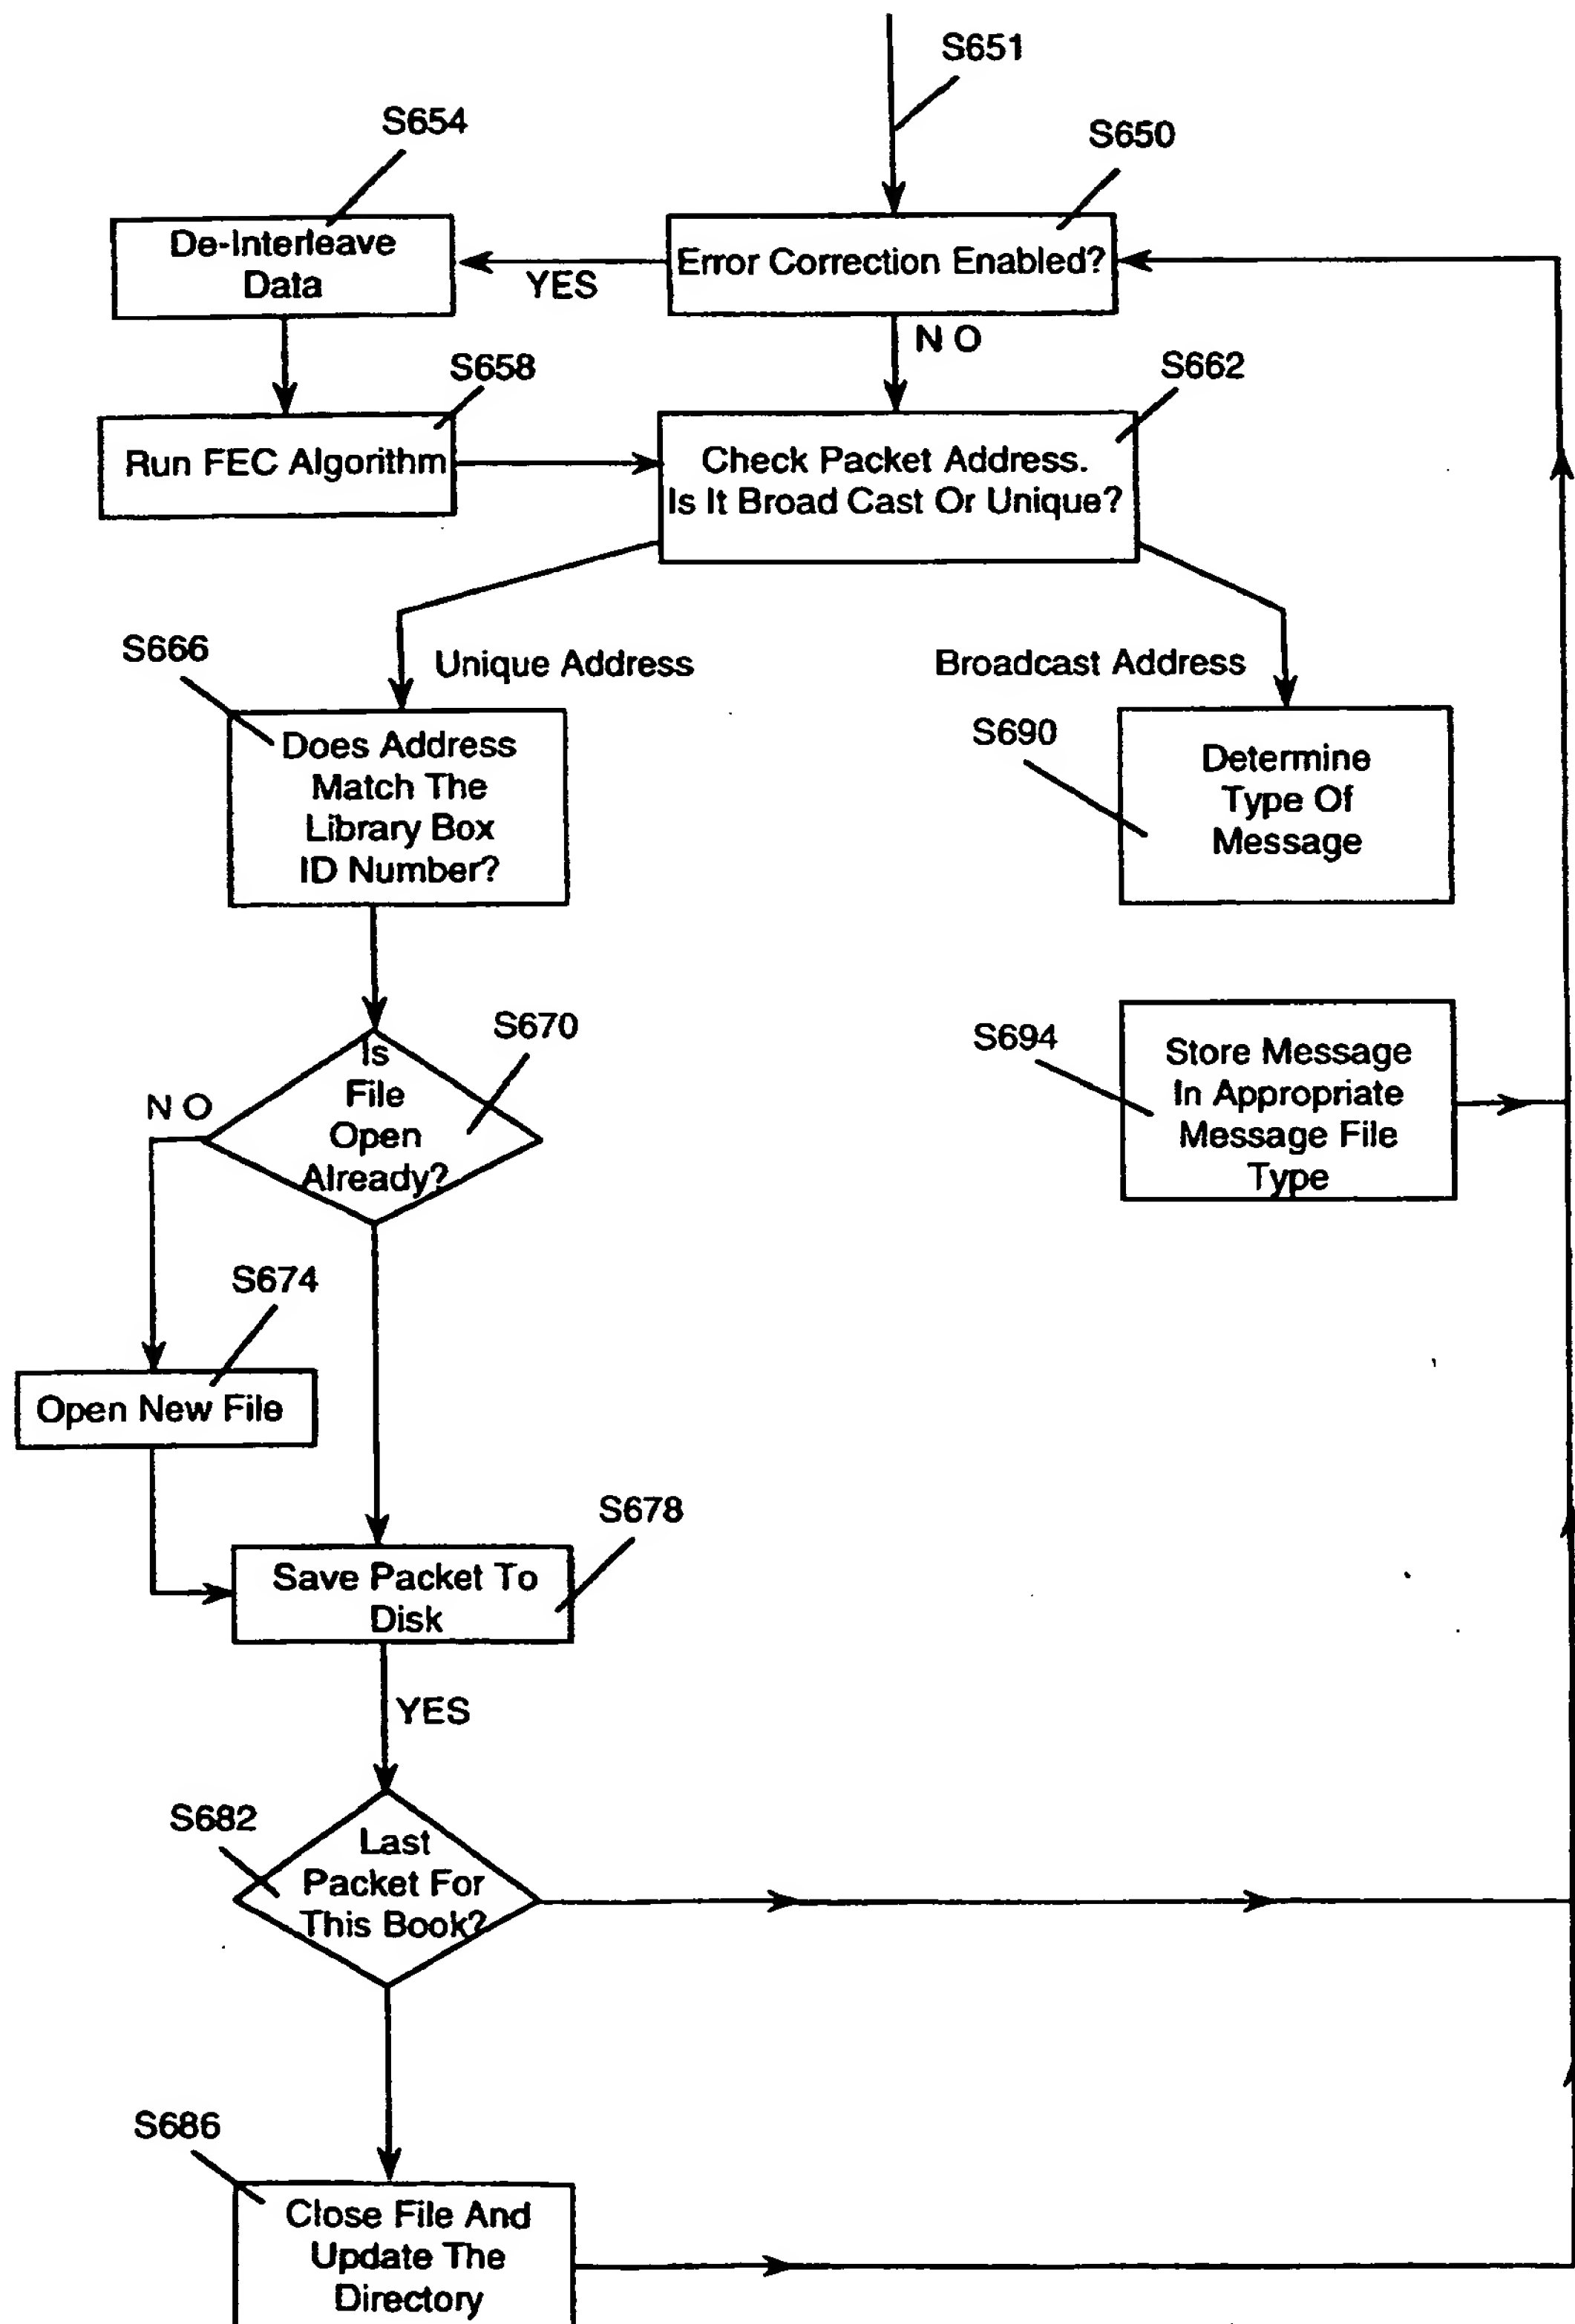 S651
S654
S650
De-Interleave
Data
YES
Error Correction Enabled?
N O
S658
S662
Run FEC Algorithm
Check Packet Address.
Is It Broad Cast Or Unique?
S666
Unique Address
Broadcast Address
Does Address
Match The
Library Box
ID Number?
S690
Determine
Type Of
Message
S670
Is
File
Open
Already?
N O
S694
Store Message
In Appropriate
Message File
Type
S674
Open New File
S678
Save Packet To
Disk
YES
S682
Last
Packet For
This Book?
S686
Close File And
Update The
Directory